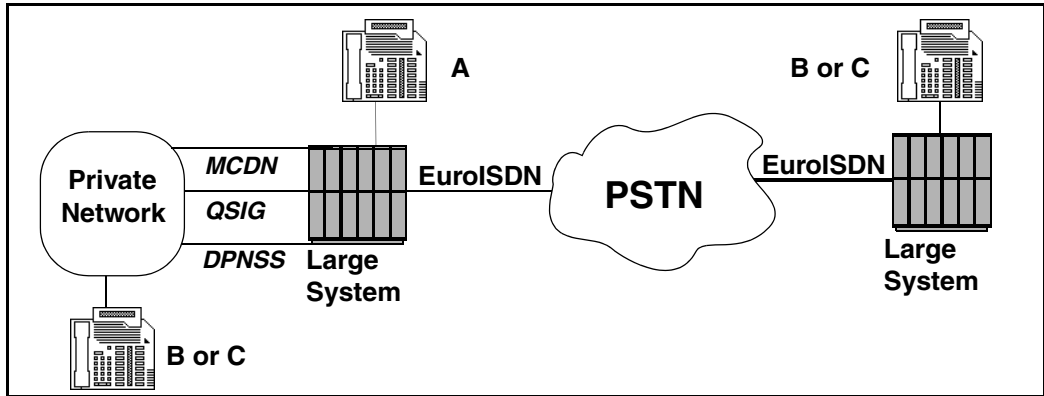 A
B or C
Private
Network
MCDN
QSIG
DPNSS
Large
System
EuroISDN
PSTN
EuroISDN
Large
System
B or C